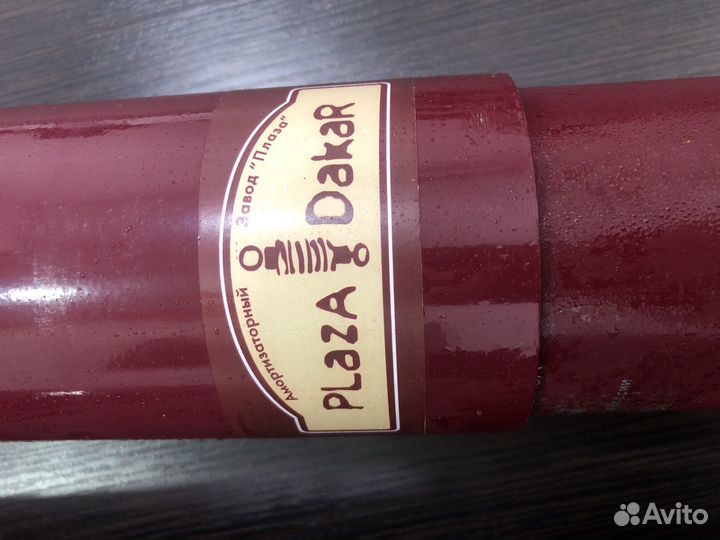 Амортизаторный Завод "Плаза"
PLazA DakaR
Avito